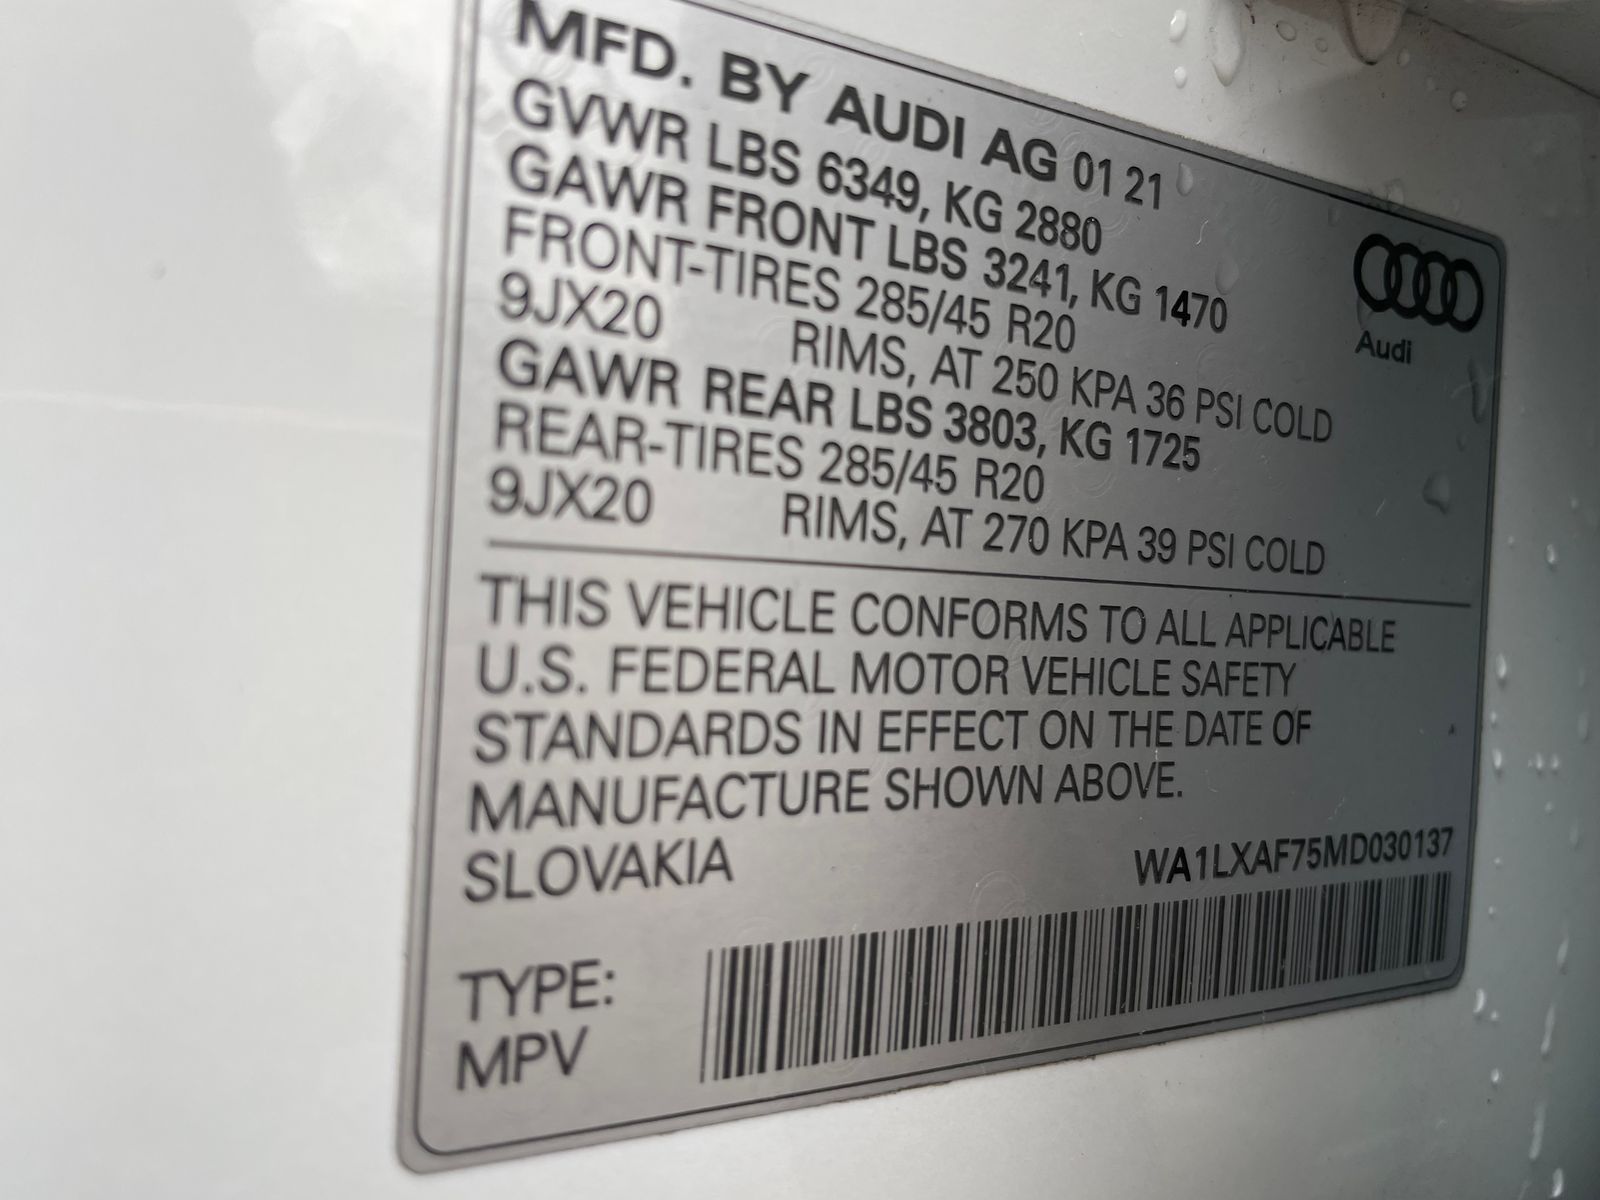 MFD. BY AUDI AG 01 21
GVWR LBS 6349, KG 2880
GAWR FRONT LBS 3241, KG 1470
FRONT-TIRES 285/45 R20
9JX20 RIMS, AT 250 KPA 36 PSI COLD
GAWR REAR LBS 3803, KG 1725
REAR-TIRES 285/45 R20
9JX20 RIMS, AT 270 KPA 39 PSI COLD
Audi
THIS VEHICLE CONFORMS TO ALL APPLICABLE
U.S. FEDERAL MOTOR VEHICLE SAFETY
STANDARDS IN EFFECT ON THE DATE OF
MANUFACTURE SHOWN ABOVE.
SLOVAKIA WA1LXAF75MD030137
TYPE:
MPV